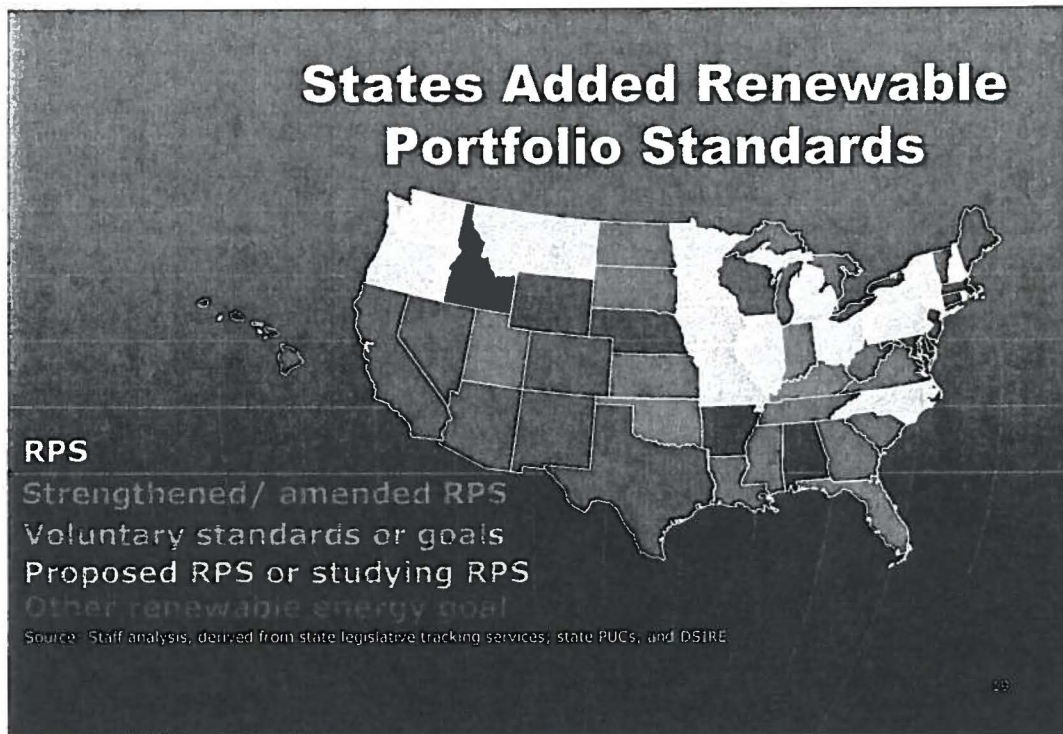 States Added Renewable
Portfolio Standards
RPS
Strengthened/ amended RPS
Voluntary standards or goals
Proposed RPS or studying RPS
Other renewable energy goal
Source: Staff analysis, derived from state legislative tracking services, state PUCs, and DSIRE